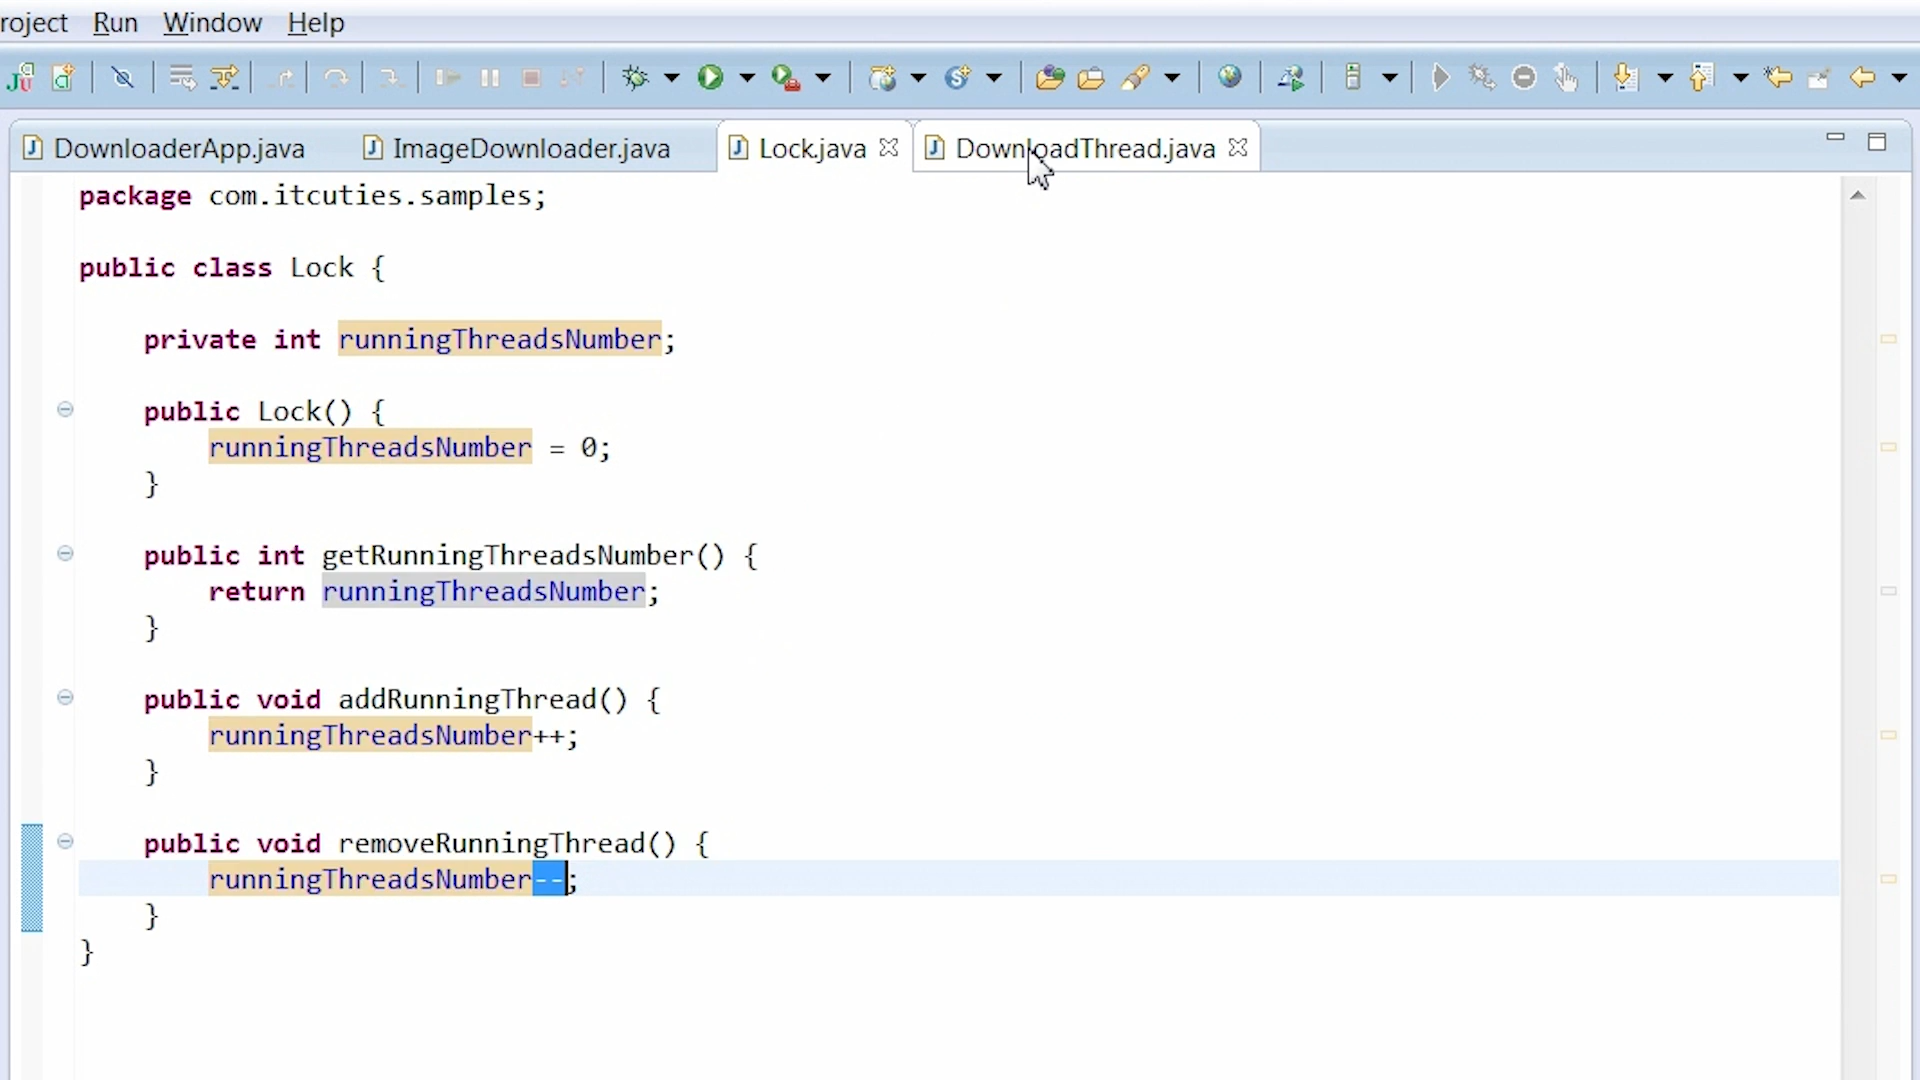 roject Run Window Help
DownloaderApp.java ImageDownloader.java Lock.java DownloadThread.java
package com.itcuties.samples;
public class Lock {
private int runningThreadsNumber;
public Lock() {
runningThreadsNumber = 0;
}
public int getRunningThreadsNumber() {
return runningThreadsNumber;
}
public void addRunningThread() {
runningThreadsNumber++;
}
public void removeRunningThread() {
runningThreadsNumber--;
}
}